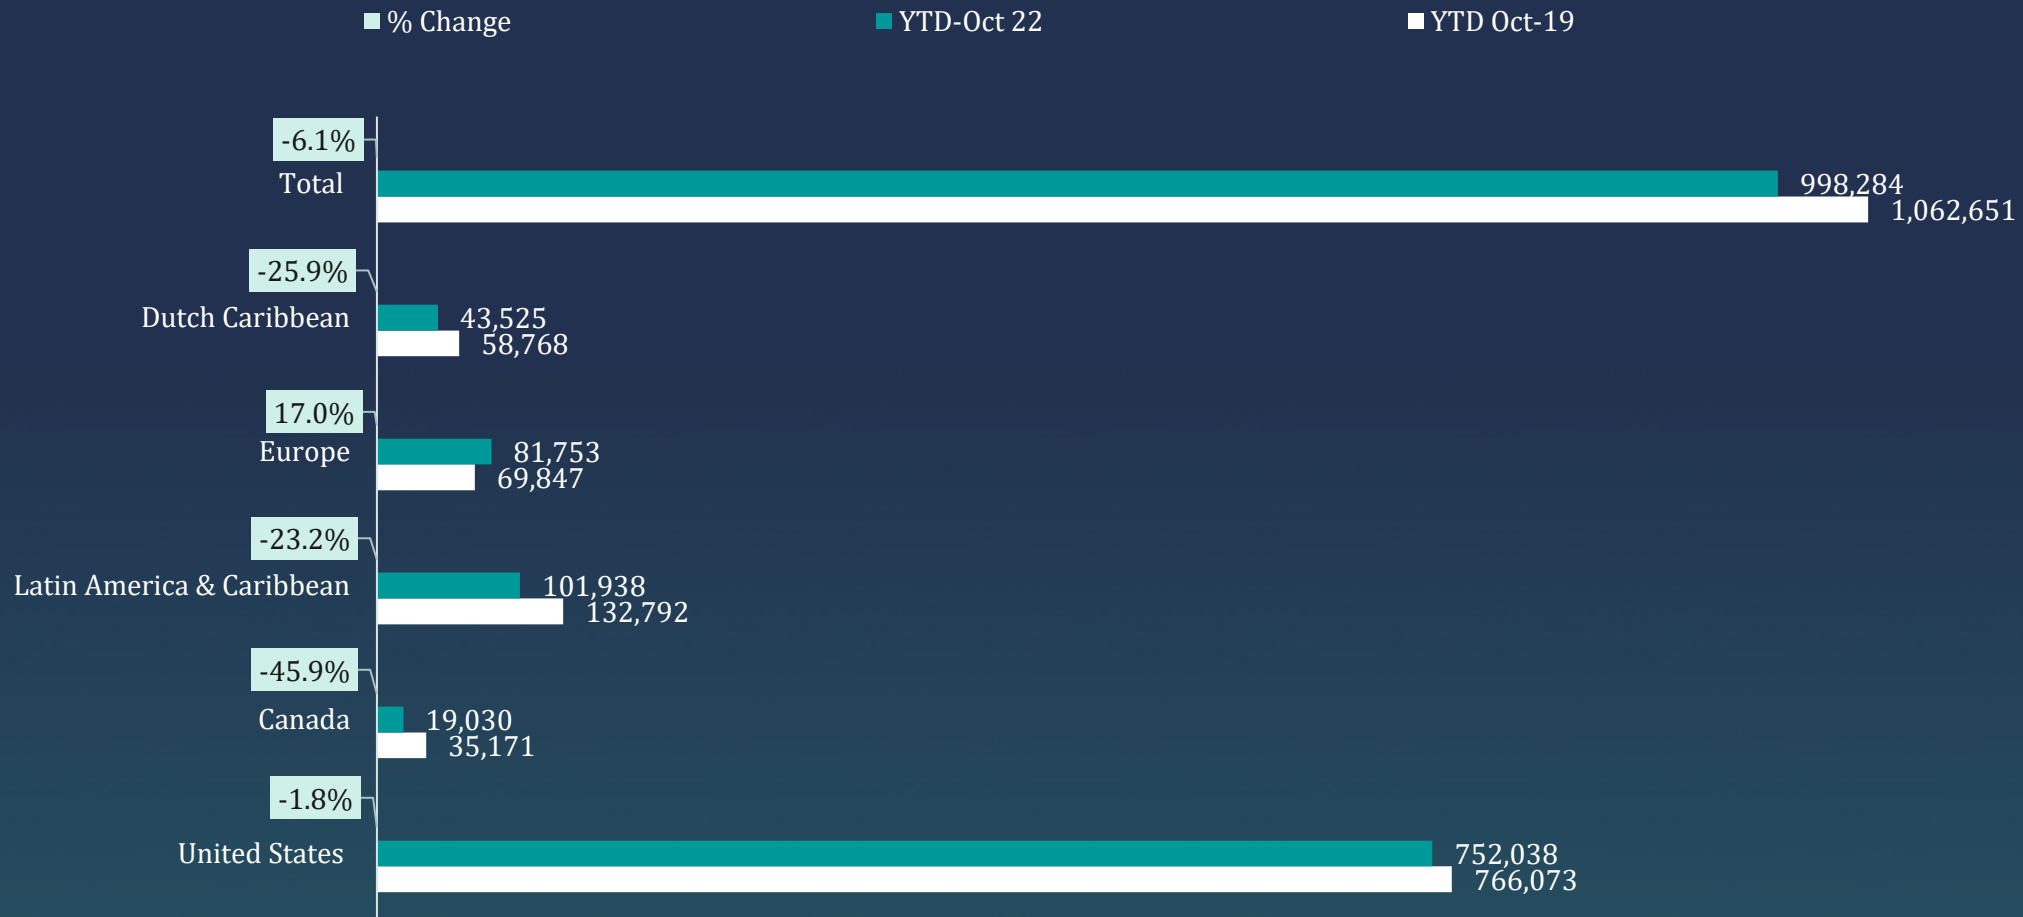 % Change
YTD-Oct 22
YTD Oct-19
-6.1%
Total
998,284
1,062,651
-25.9%
Dutch Caribbean
43,525
58,768
17.0%
Europe
81,753
69,847
-23.2%
Latin America & Caribbean
101,938
132,792
-45.9%
Canada
19,030
35,171
-1.8%
United States
752,038
766,073